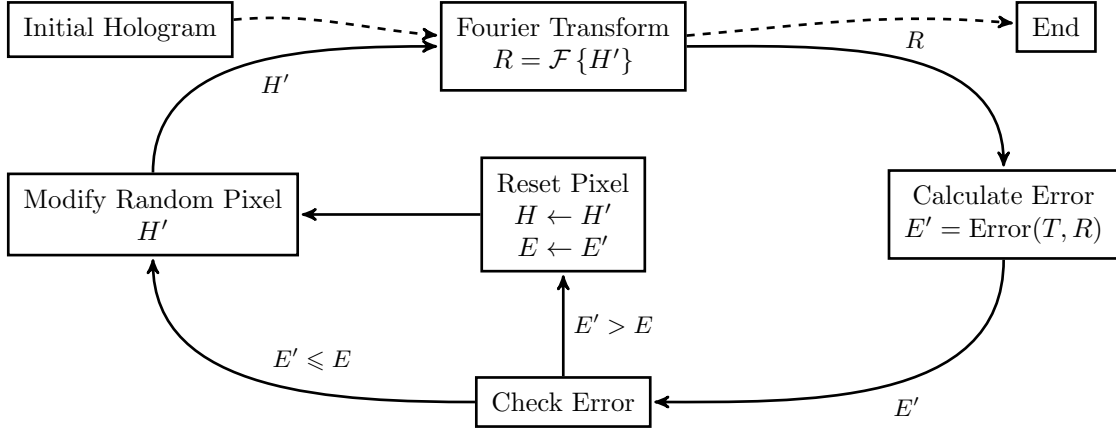 Initial Hologram
Fourier Transform
R = ℱ {H′}
End
R
H′
Modify Random Pixel
H′
Reset Pixel
H ← H′
E ← E′
Calculate Error
E′ = Error(T, R)
E′ > E
E′ ⩽ E
Check Error
E′